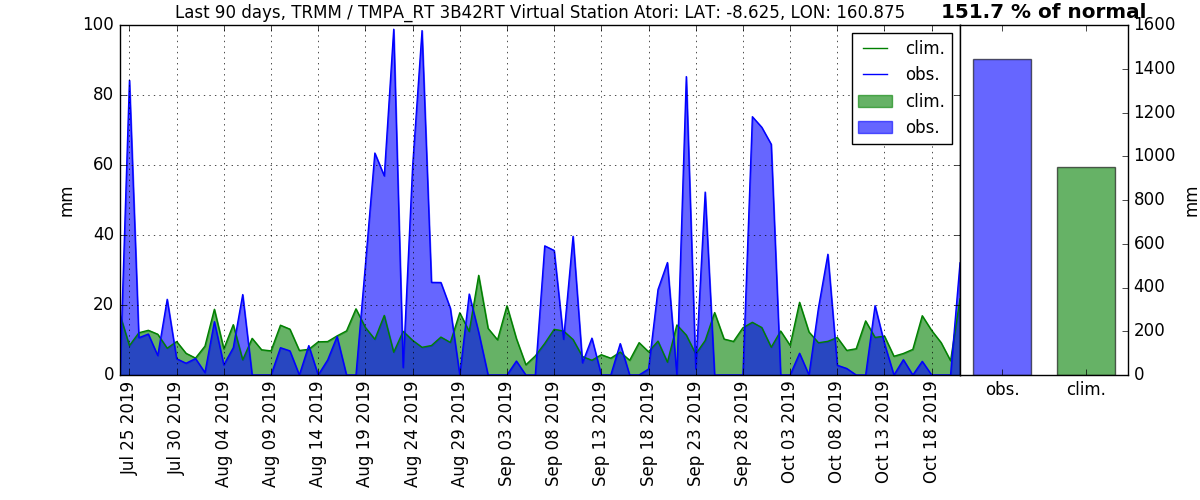 Last 90 days, TRMM / TMPA_RT 3B42RT Virtual Station Atori: LAT: -8.625, LON: 160.875
151.7 % of normal
100
80
60
40
20
0
mm
clim.
obs.
clim.
obs.
Jul 25 2019
Jul 30 2019
Aug 04 2019
Aug 09 2019
Aug 14 2019
Aug 19 2019
Aug 24 2019
Aug 29 2019
Sep 03 2019
Sep 08 2019
Sep 13 2019
Sep 18 2019
Sep 23 2019
Sep 28 2019
Oct 03 2019
Oct 08 2019
Oct 13 2019
Oct 18 2019
1600
1400
1200
1000
800
600
400
200
0
mm
obs.
clim.